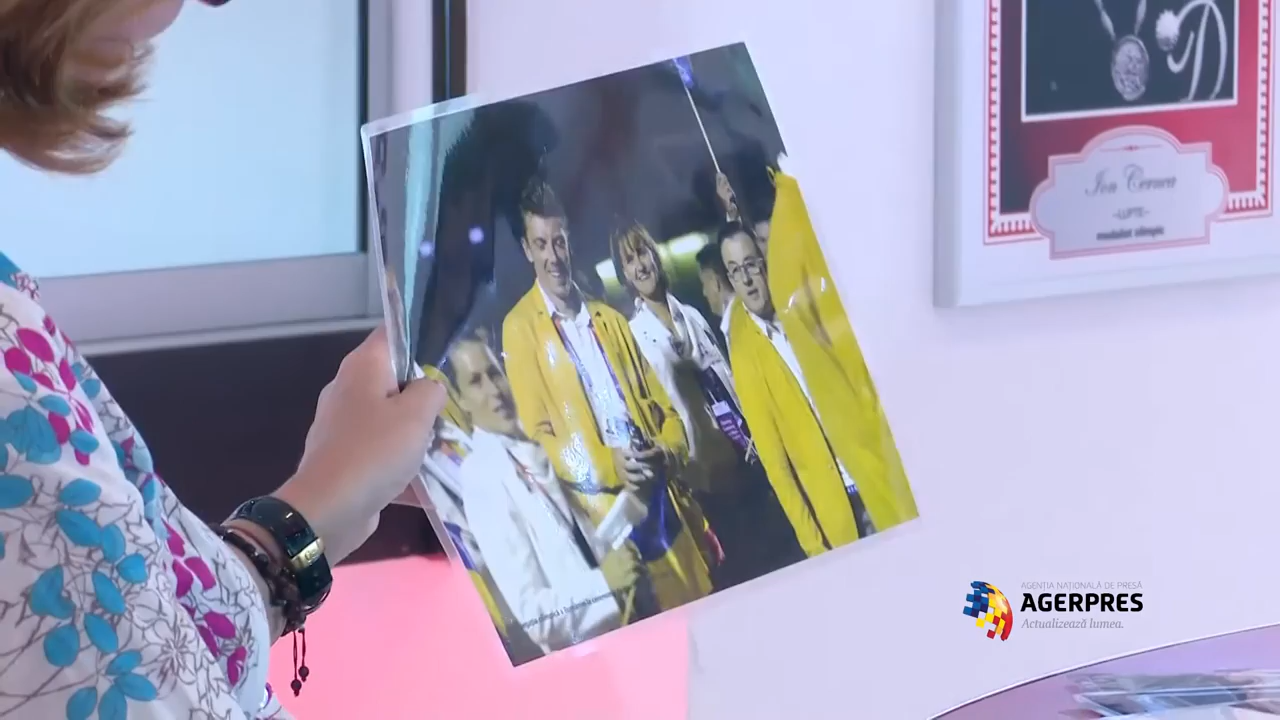 Ion Cernea
-LUPTE-
medaliat olimpic
AGENȚIA NAȚIONALĂ DE PRESĂ
AGERPRES
Actualizează lumea.